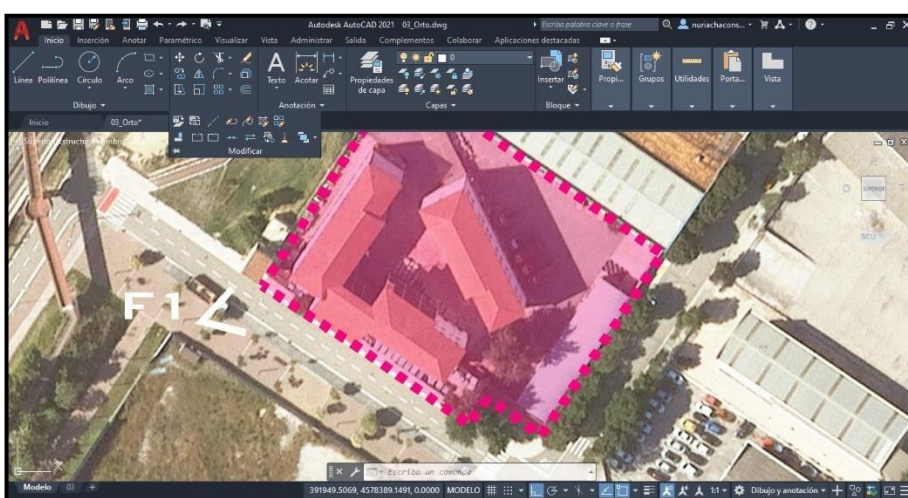 Autodesk AutoCAD 2021 03_Orto.dwg
Escriba palabra clave o frase
nuriachacons...
Inicio Inserción Anotar Paramétrico Visualizar Vista Administrar Salida Complementos Colaborar Aplicaciones destacadas
Línea Polilínea Círculo Arco
Texto Acotar
Propiedades de capa
0
Insertar
Propi...
Grupos
Utilidades
Porta...
Vista
Dibujo
Anotación
Capas
Bloque
Inicio
03_Orto*
Modificar
SUPERIOR
SCU
F1
Escriba un comando
Modelo 03 +
391949.5069, 4578389.1491, 0.0000 MODELO
1:1
Dibujo y anotación